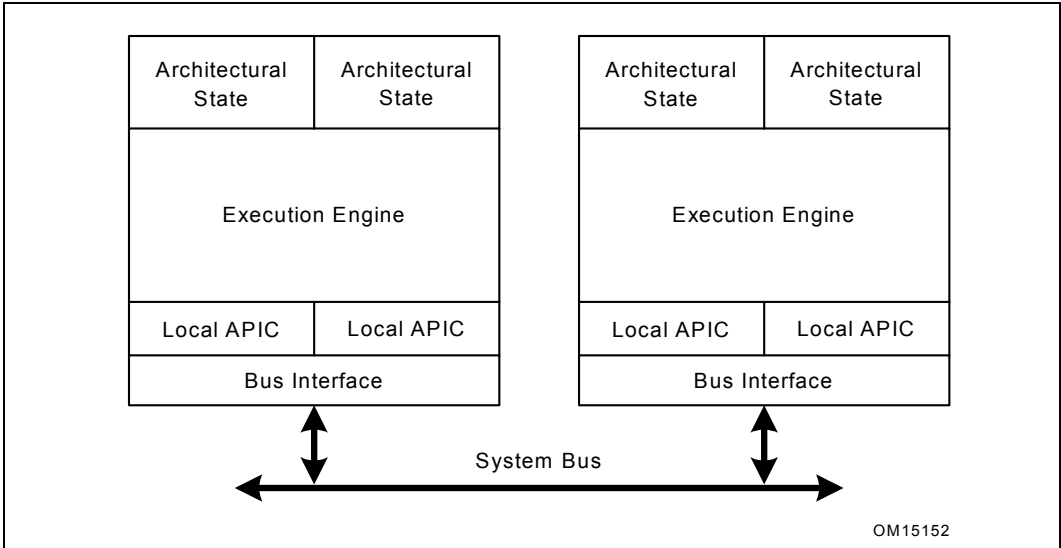 Architectural
State
Architectural
State
Execution Engine
Local APIC
Local APIC
Bus Interface
Architectural
State
Architectural
State
Execution Engine
Local APIC
Local APIC
Bus Interface
System Bus
OM15152